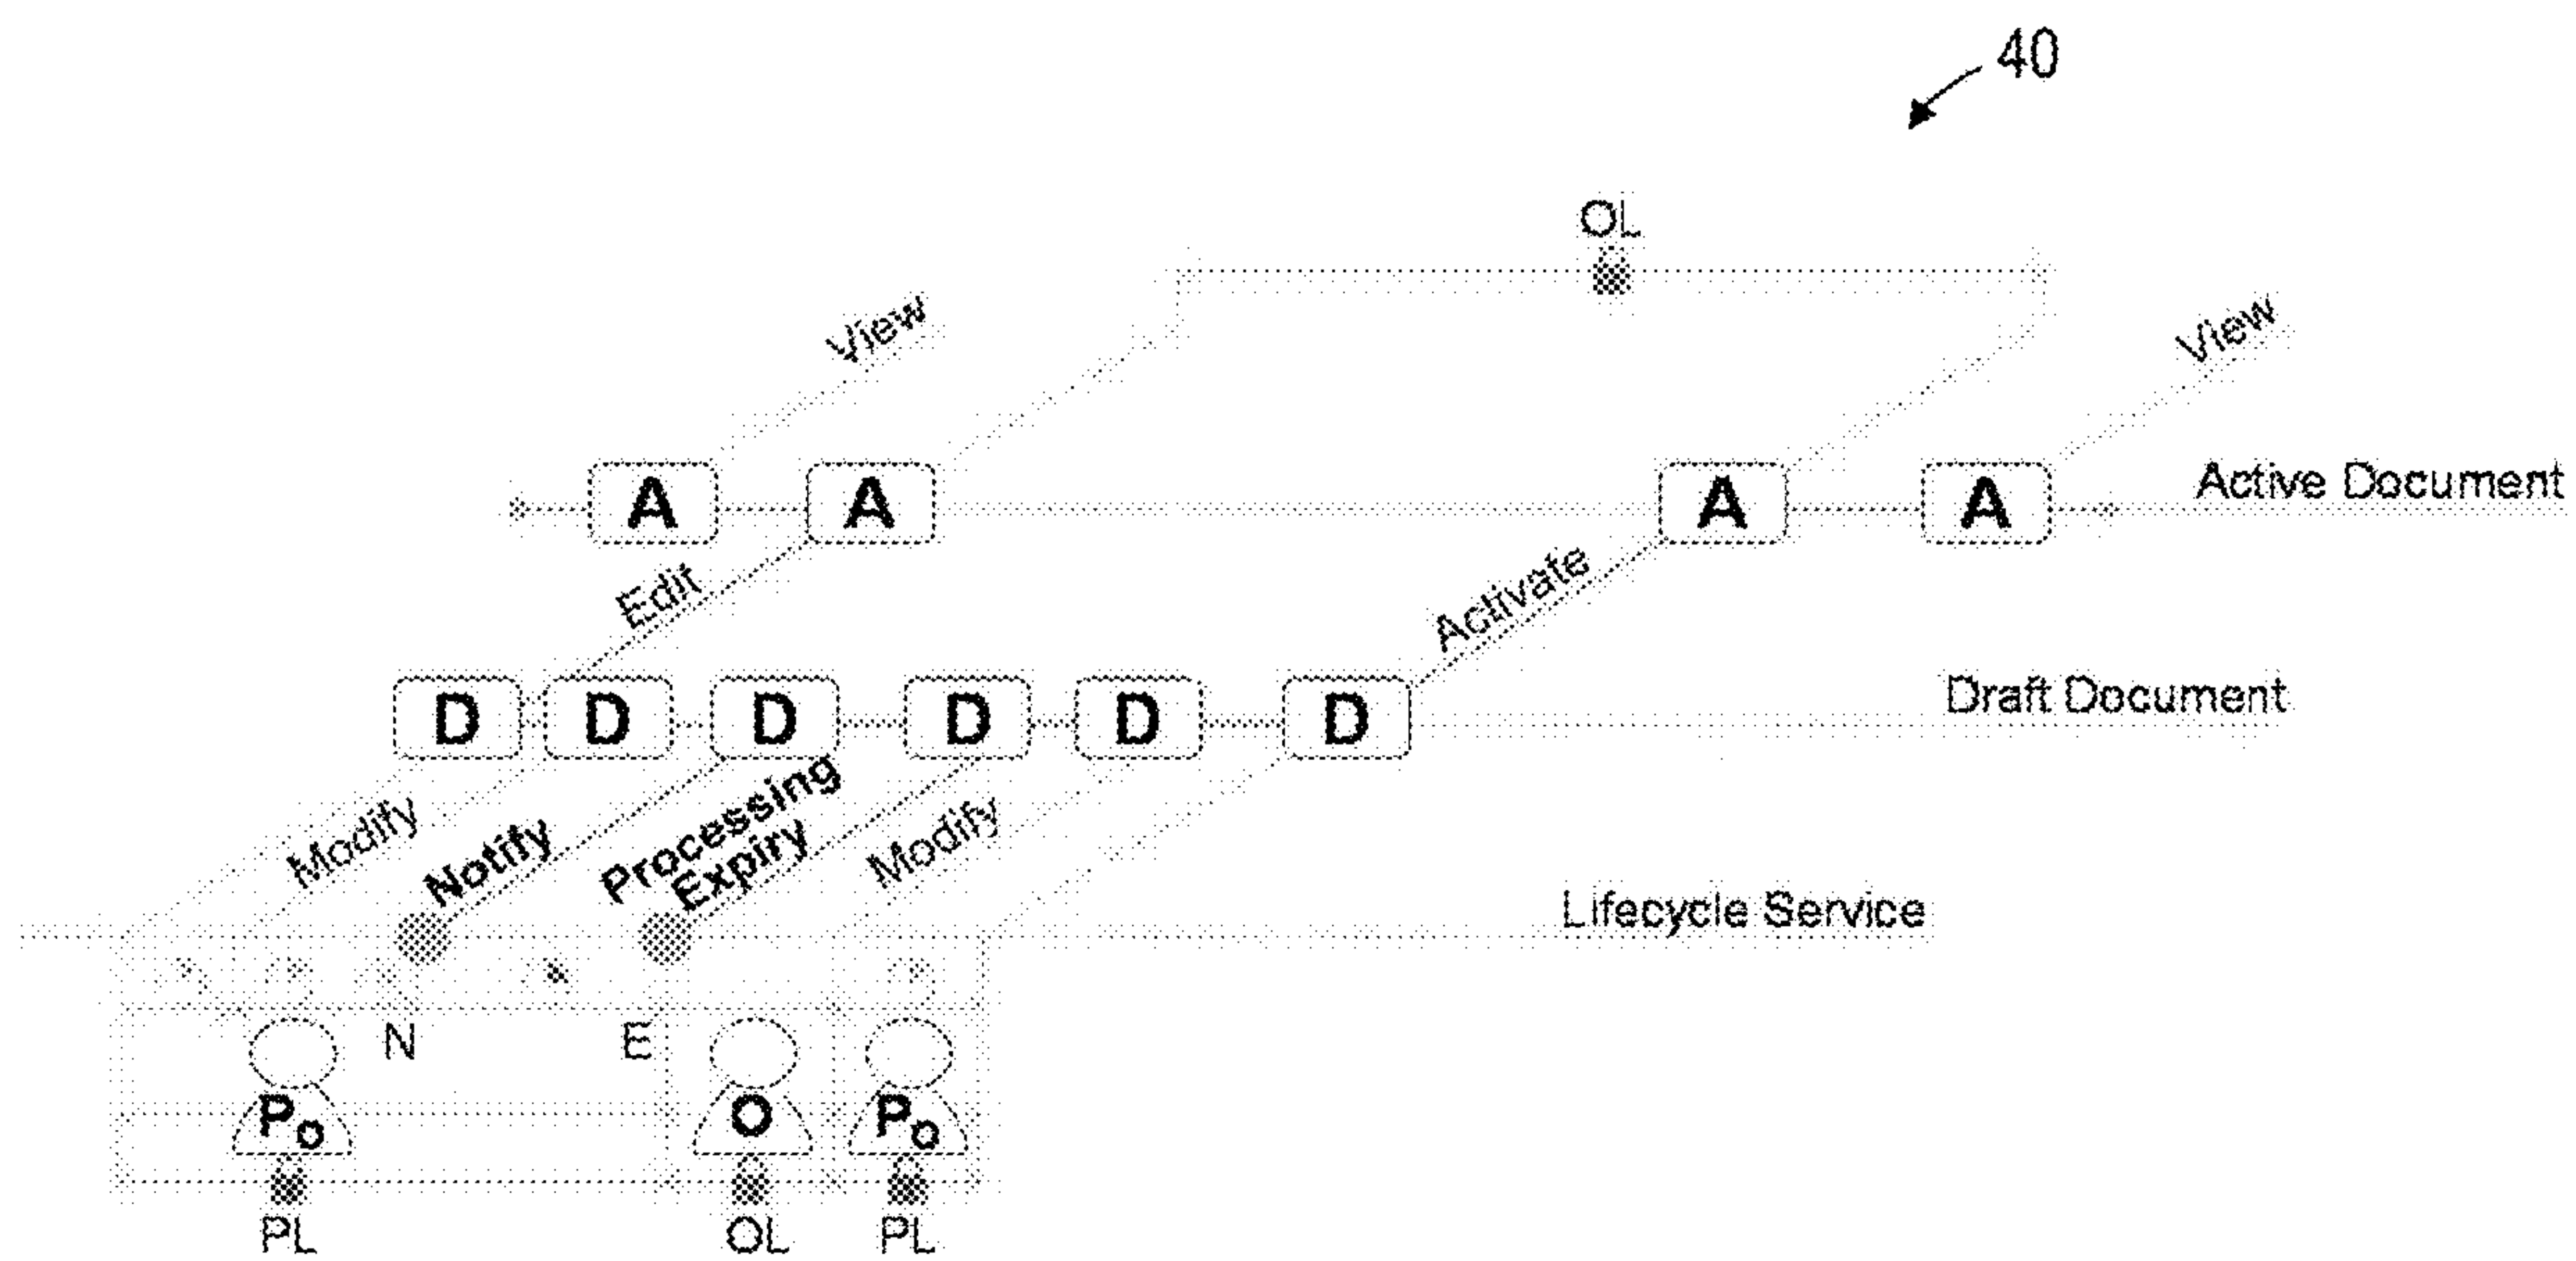 40
OL
View
View
A
A
A
A
Active Document
Edit
Activate
D
D
D
D
D
D
Draft Document
Modify
Notify
Processing
Expiry
Modify
Lifecycle Service
N
E
Po
O
Po
PL
OL
PL